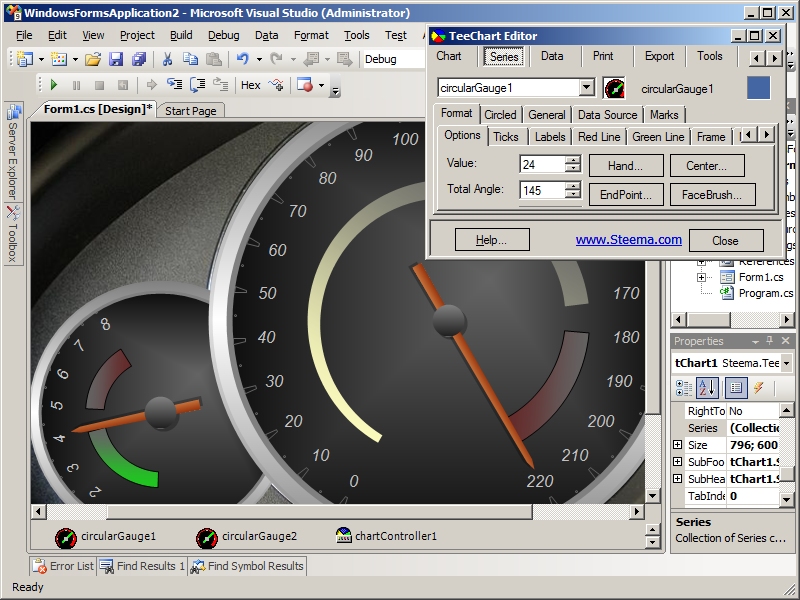 WindowsFormsApplication2 - Microsoft Visual Studio (Administrator)
File Edit View Project Build Debug Data Format Tools Test
Debug
Hex
Form1.cs [Design]* Start Page
Server Explorer
Toolbox
TeeChart Editor
Chart Series Data Print Export Tools
circularGauge1 circularGauge1
Format Circled General Data Source Marks
Options Ticks Labels Red Line Green Line Frame
Value: 24 Hand... Center...
Total Angle: 145 EndPoint... FaceBrush...
Help... www.Steema.com Close
0
10
20
30
40
50
60
70
80
90
100
170
180
190
200
210
220
2
3
4
5
6
7
8
References
Form1.cs
Program.cs
Properties
tChart1 Steema.Tee
RightTo No
Series (Collectio
Size 796; 600
SubFoo tChart1.S
SubHea tChart1.S
TabInde 0
Series
Collection of Series c...
circularGauge1 circularGauge2 chartController1
Error List Find Results 1 Find Symbol Results
Ready